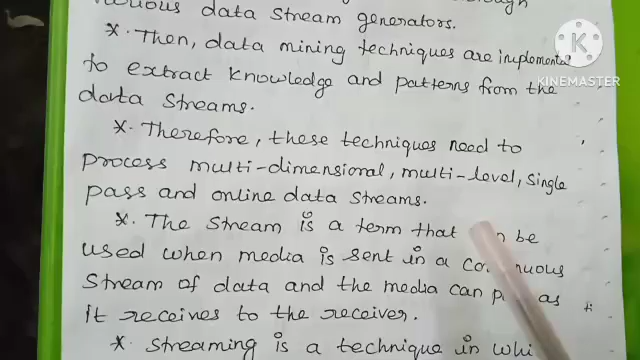 data stream generators.
*. Then, data mining techniques are implemented
to extract knowledge and patterns from the
data streams.
*. Therefore, these techniques need to
process multi-dimensional, multi-level, single
pass and online data streams.
*. The stream is a term that be
used when media is sent in a
stream of data and the media can as
it receives to the receiver.
* Streaming is a technique in
K
KINEMASTER